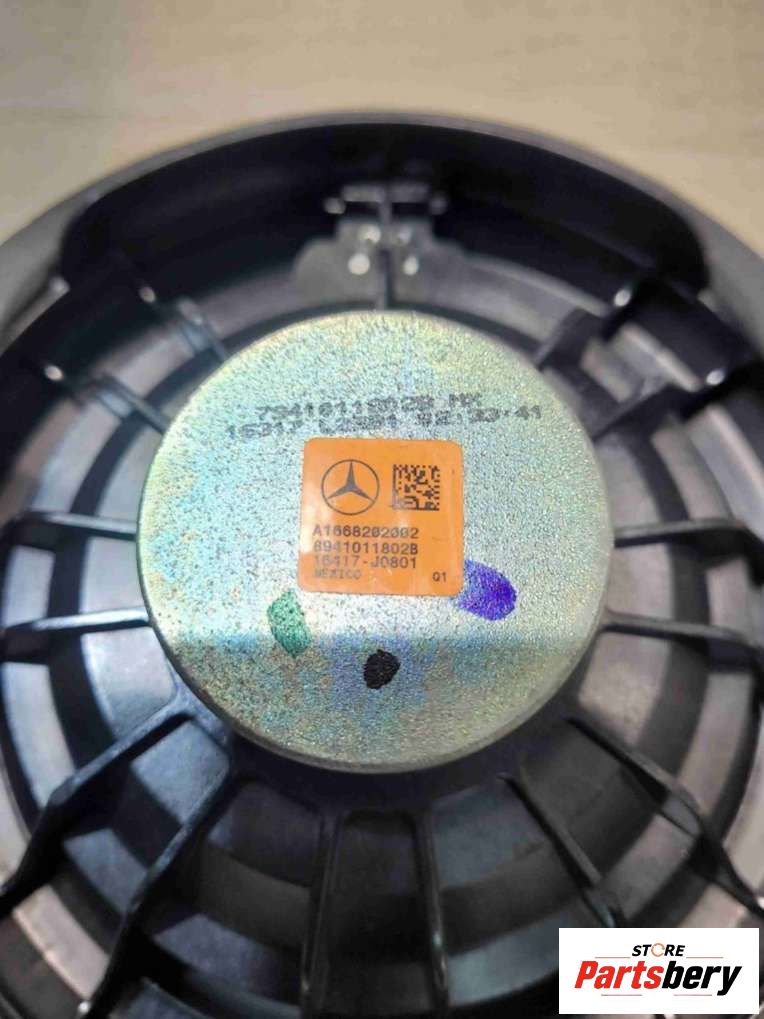 A1668202002
8941011802B
16417-J0801
MEXICO Q1
STORE
Partsbery